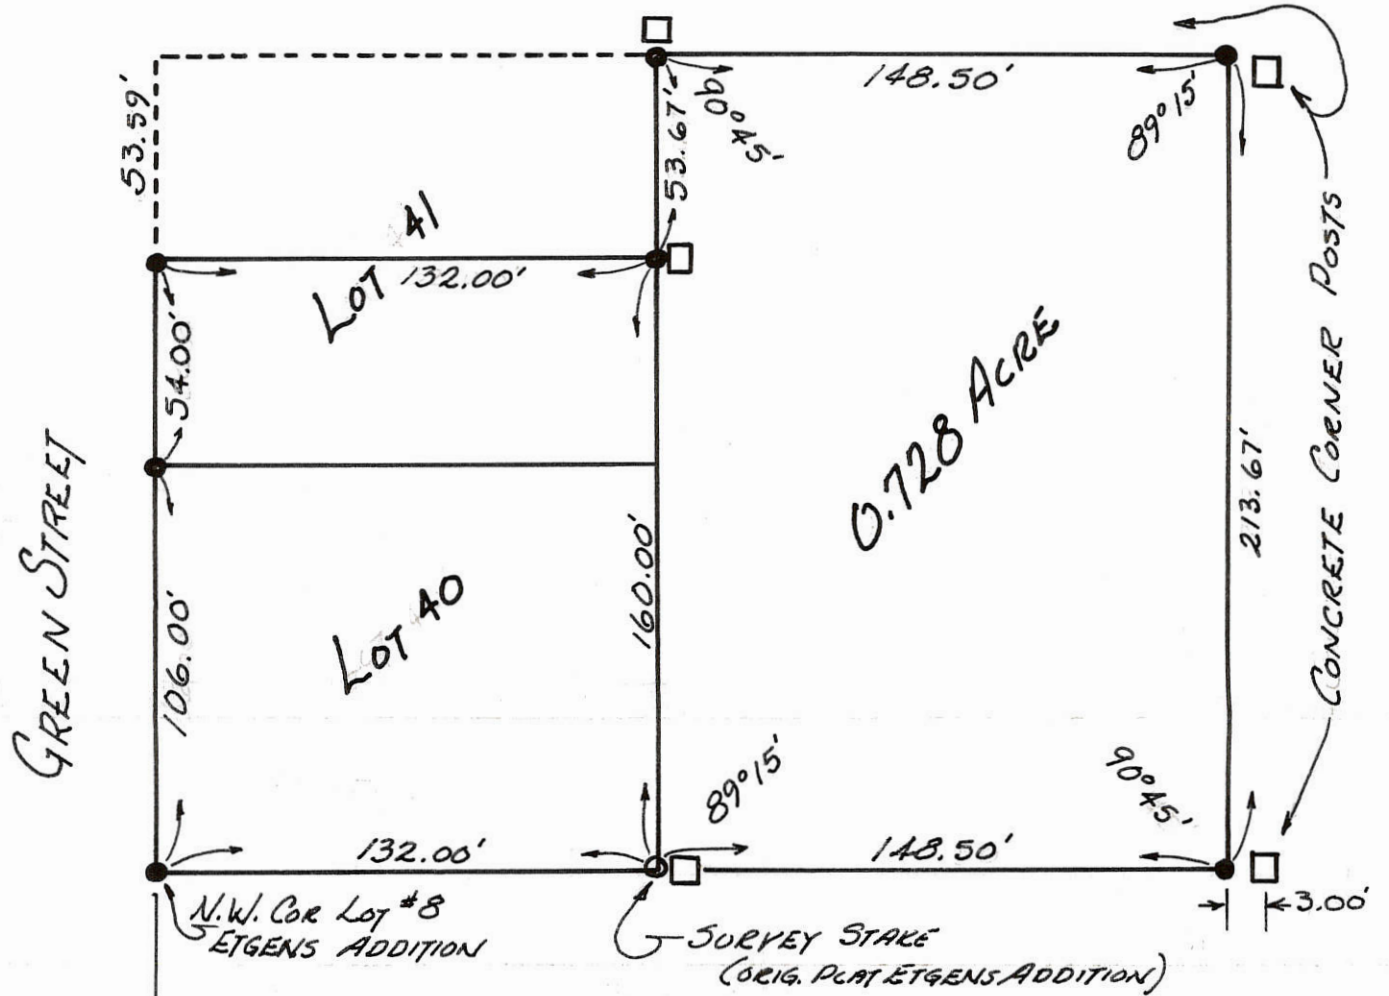 148.50'
53.59'
53.67'
90°45'
89°15'
LOT 41
132.00'
54.00'
0.728 ACRE
CONCRETE CORNER POSTS
213.67'
GREEN STREET
160.00'
106.00'
LOT 40
89°15'
90°45'
132.00'
148.50'
3.00'
N.W. COR LOT #8
ETGENS ADDITION
SURVEY STAKE
(ORIG. PLAT ETGENS ADDITION)